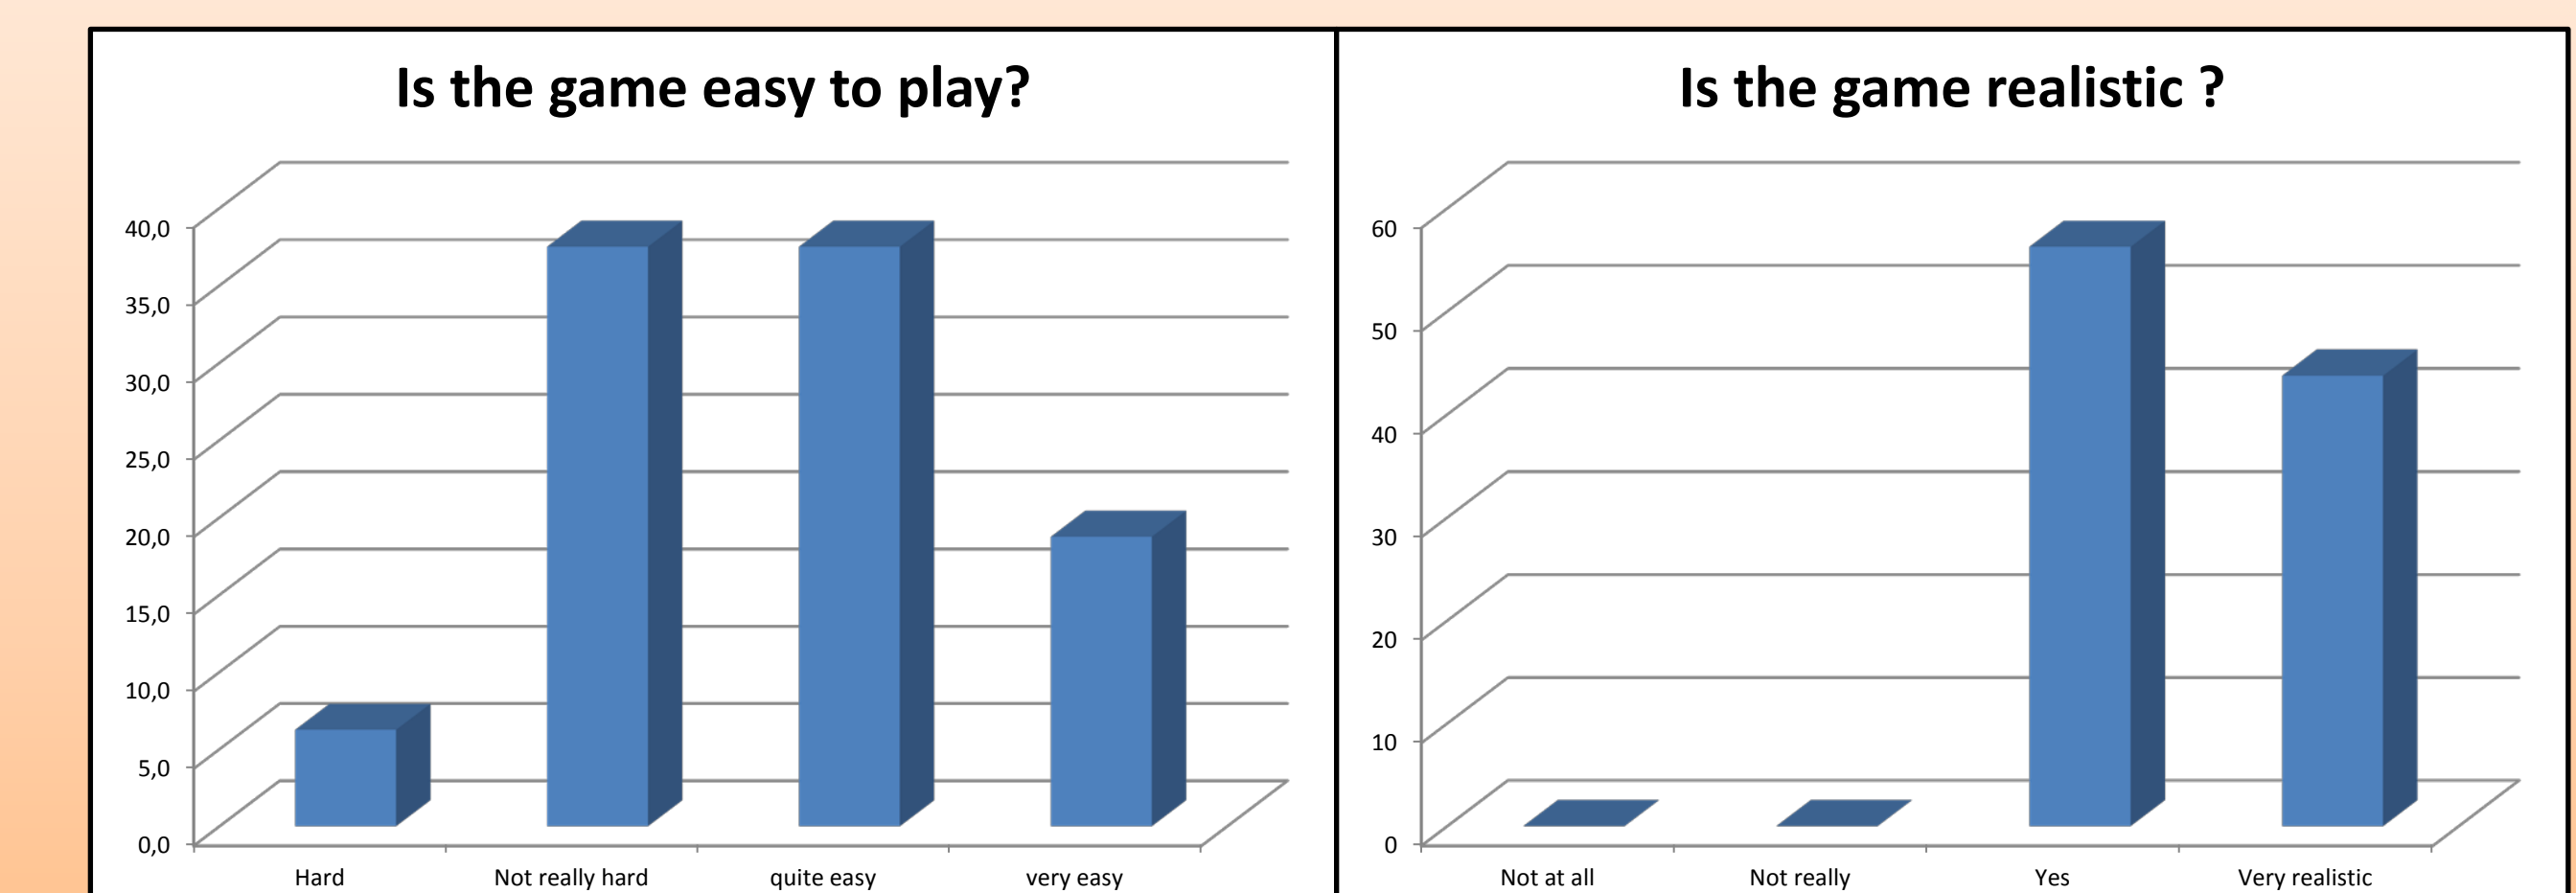 Is the game easy to play?
40,0
35,0
30,0
25,0
20,0
15,0
10,0
5,0
0,0
Hard
Not really hard
quite easy
very easy
Is the game realistic ?
60
50
40
30
20
10
0
Not at all
Not really
Yes
Very realistic